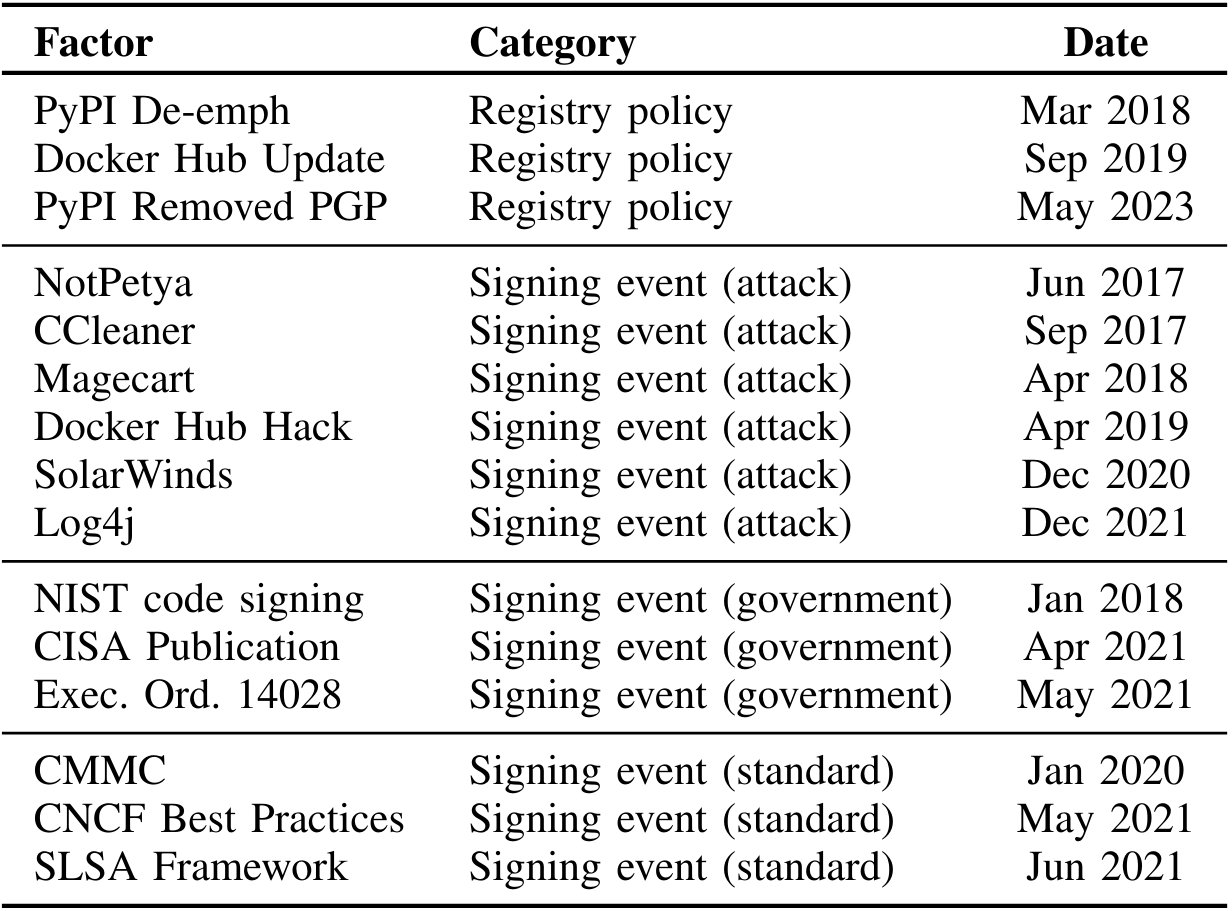 Factor Category Date
PyPI De-emph Registry policy Mar 2018
Docker Hub Update Registry policy Sep 2019
PyPI Removed PGP Registry policy May 2023
NotPetya Signing event (attack) Jun 2017
CCleaner Signing event (attack) Sep 2017
Magecart Signing event (attack) Apr 2018
Docker Hub Hack Signing event (attack) Apr 2019
SolarWinds Signing event (attack) Dec 2020
Log4j Signing event (attack) Dec 2021
NIST code signing Signing event (government) Jan 2018
CISA Publication Signing event (government) Apr 2021
Exec. Ord. 14028 Signing event (government) May 2021
CMMC Signing event (standard) Jan 2020
CNCF Best Practices Signing event (standard) May 2021
SLSA Framework Signing event (standard) Jun 2021